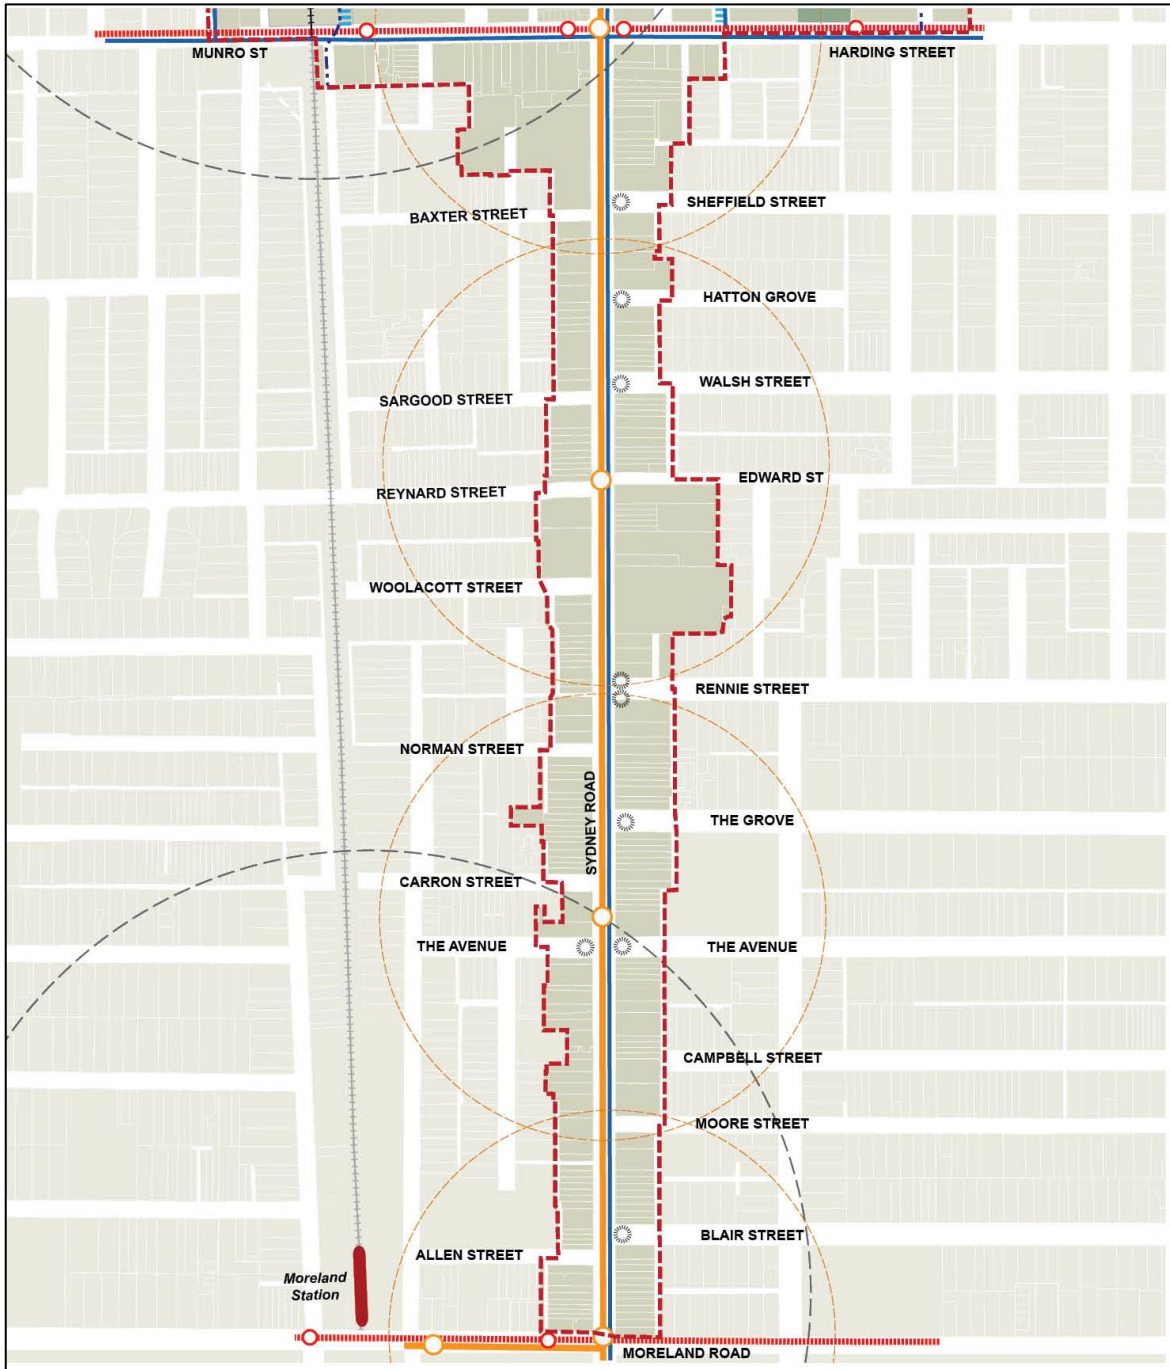 MUNRO ST
HARDING STREET
SHEFFIELD STREET
BAXTER STREET
HATTON GROVE
WALSH STREET
SARGOOD STREET
EDWARD ST
REYNARD STREET
WOOLACOTT STREET
RENNIE STREET
NORMAN STREET
SYDNEY ROAD
THE GROVE
CARRON STREET
THE AVENUE
THE AVENUE
CAMPBELL STREET
MOORE STREET
BLAIR STREET
ALLEN STREET
Moreland
Station
MORELAND ROAD